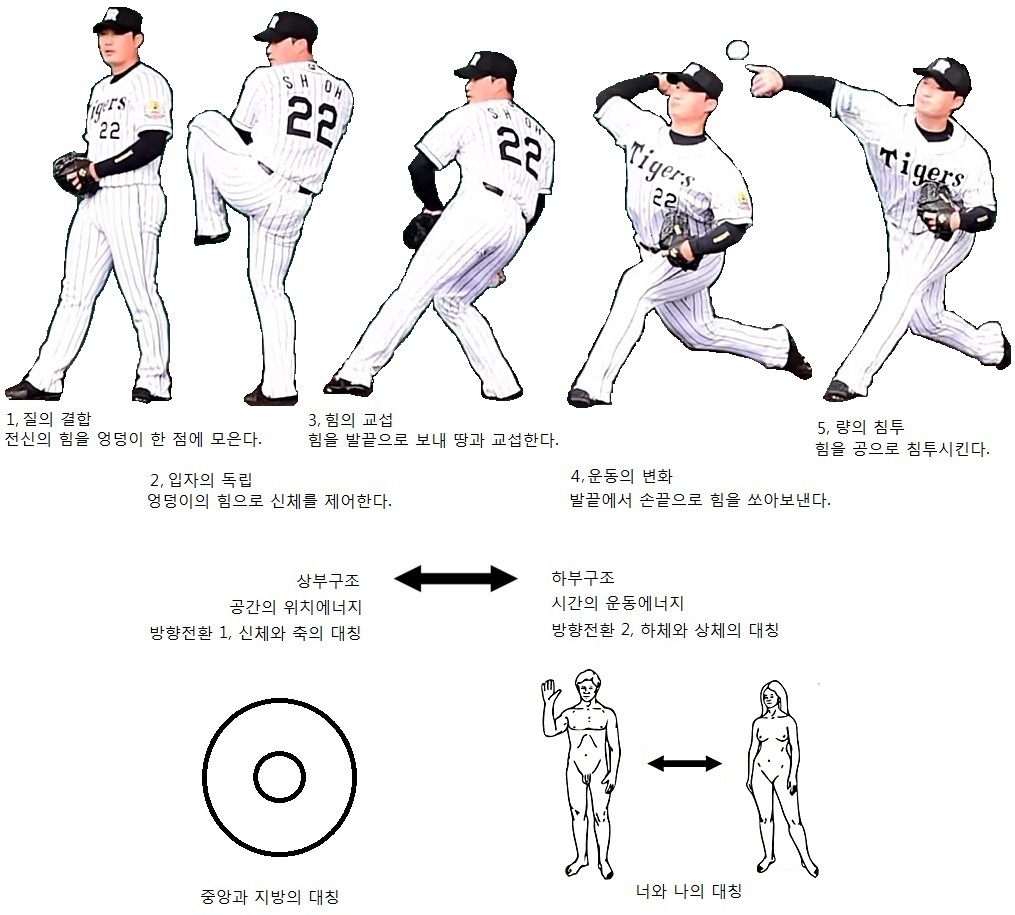 S H OH
22
S H OH
22
Tigers
22
Tigers
22
Tigers
1, 질의 결합
전신의 힘을 엉덩이 한 점에 모은다.
2, 입자의 독립
엉덩이의 힘으로 신체를 제어한다.
3, 힘의 교섭
힘을 발끝으로 보내 땅과 교섭한다.
4, 운동의 변화
발끝에서 손끝으로 힘을 쏘아보낸다.
5, 량의 침투
힘을 공으로 침투시킨다.
상부구조
공간의 위치에너지
방향전환 1, 신체와 축의 대칭
하부구조
시간의 운동에너지
방향전환 2, 하체와 상체의 대칭
중앙과 지방의 대칭
너와 나의 대칭